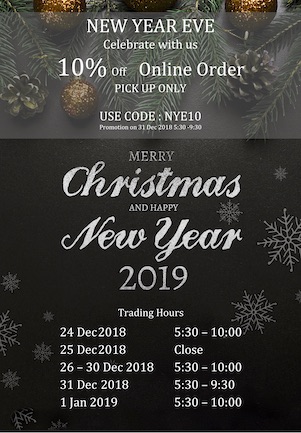 NEW YEAR EVE
Celebrate with us
10% Off Online Order
PICK UP ONLY
USE CODE : NYE10
Promotion on 31 Dec 2018 5:30 -9:30
MERRY
Christmas
AND HAPPY
New Year
2019
Trading Hours
24 Dec2018 5:30 – 10:00
25 Dec2018 Close
26 – 30 Dec 2018 5:30 – 10:00
31 Dec 2018 5:30 – 9:30
1 Jan 2019 5:30 – 10:00